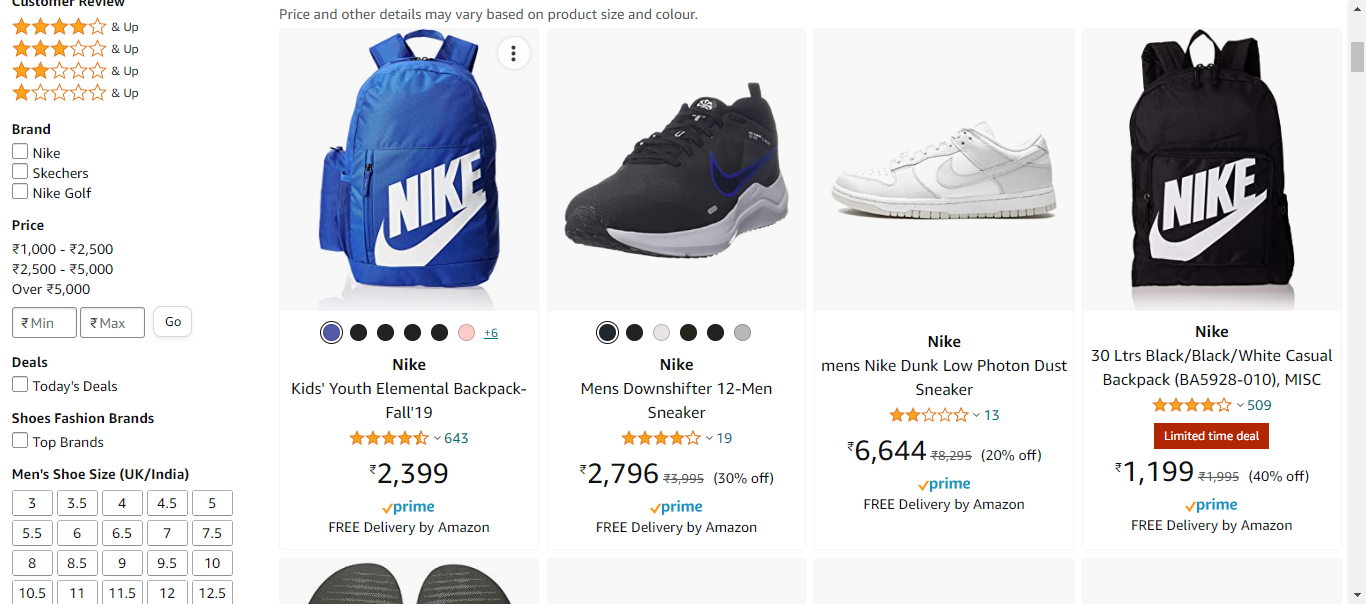 Customer Review
& Up
& Up
& Up
& Up
Brand
Nike
Skechers
Nike Golf
Price
₹1,000 - ₹2,500
₹2,500 - ₹5,000
Over ₹5,000
₹ Min ₹ Max Go
Deals
Today's Deals
Shoes Fashion Brands
Top Brands
Men's Shoe Size (UK/India)
3 3.5 4 4.5 5
5.5 6 6.5 7 7.5
8 8.5 9 9.5 10
10.5 11 11.5 12 12.5
Price and other details may vary based on product size and colour.
NIKE
+6
Nike
Kids' Youth Elemental Backpack-
Fall'19
643
₹2,399
prime
FREE Delivery by Amazon
Nike
Mens Downshifter 12-Men
Sneaker
19
₹2,796 ₹3,995 (30% off)
prime
FREE Delivery by Amazon
Nike
mens Nike Dunk Low Photon Dust
Sneaker
13
₹6,644 ₹8,295 (20% off)
prime
FREE Delivery by Amazon
NIKE
Nike
30 Ltrs Black/Black/White Casual
Backpack (BA5928-010), MISC
509
Limited time deal
₹1,199 ₹1,995 (40% off)
prime
FREE Delivery by Amazon